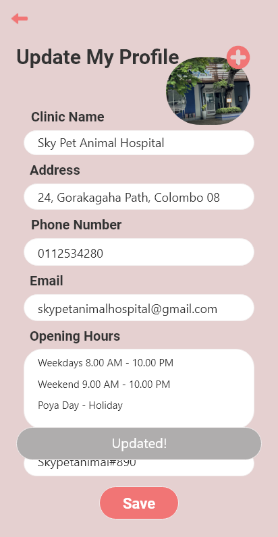 Update My Profile
Clinic Name
Sky Pet Animal Hospital
Address
24, Gorakagaha Path, Colombo 08
Phone Number
0112534280
Email
skypetanimalhospital@gmail.com
Opening Hours
Weekdays 8.00 AM - 10.00 PM
Weekend 9.00 AM - 10.00 PM
Poya Day - Holiday
Updated!
Skypetanimal#890
Save